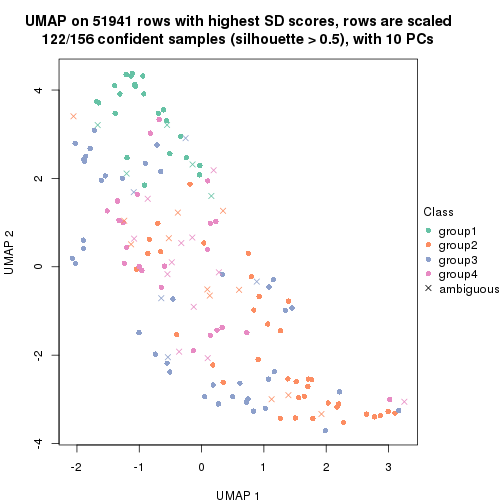 UMAP on 51941 rows with highest SD scores, rows are scaled
122/156 confident samples (silhouette > 0.5), with 10 PCs
4
2
0
-2
-4
UMAP 2
-2
-1
0
1
2
3
UMAP 1
Class
group1
group2
group3
group4
ambiguous